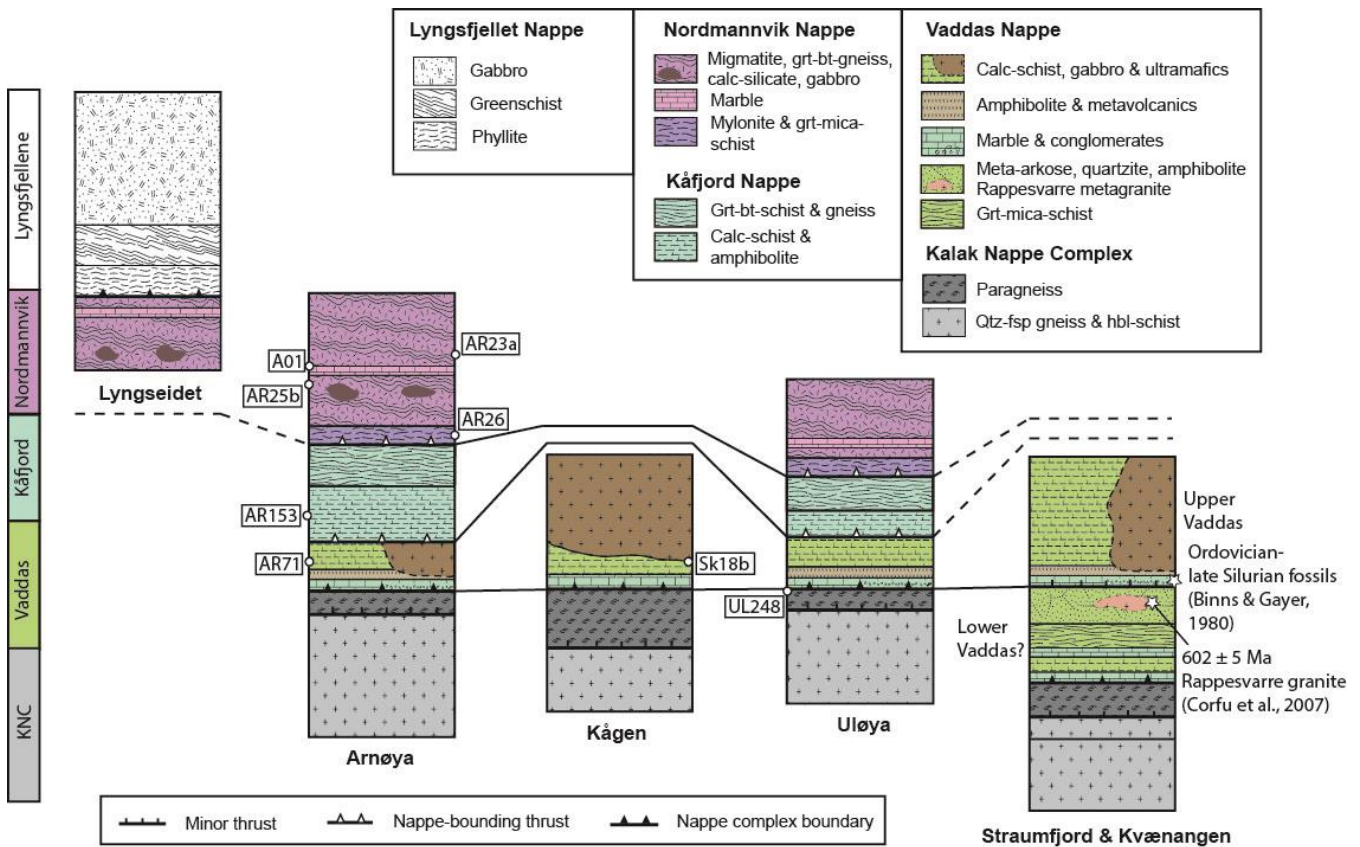 Lyngsfjellet Nappe
Gabbro
Greenschist
Phyllite
Nordmannvik Nappe
Migmatite, grt-bt-gneiss,
calc-silicate, gabbro
Marble
Mylonite & grt-mica-
schist
Kåfjord Nappe
Grt-bt-schist & gneiss
Calc-schist &
amphibolite
Vaddas Nappe
Calc-schist, gabbro & ultramafics
Amphibolite & metavolcanics
Marble & conglomerates
Meta-arkose, quartzite, amphibolite
Rappesvarre metagranite
Grt-mica-schist
Kalak Nappe Complex
Paragneiss
Qtz-fsp gneiss & hbl-schist
Lyngsfjellene
Nordmannvik
Kåfjord
Vaddas
KNC
Lyngseidet
A01
AR25b
AR23a
AR26
AR153
AR71
Arnøya
Sk18b
Kågen
UL248
Uløya
Upper
Vaddas
Ordovician-
late Silurian fossils
(Binns & Gayer,
1980)
Lower
Vaddas?
602 ± 5 Ma
Rappesvarre granite
(Corfu et al., 2007)
Straumfjord & Kvænangen
Minor thrust
Nappe-bounding thrust
Nappe complex boundary